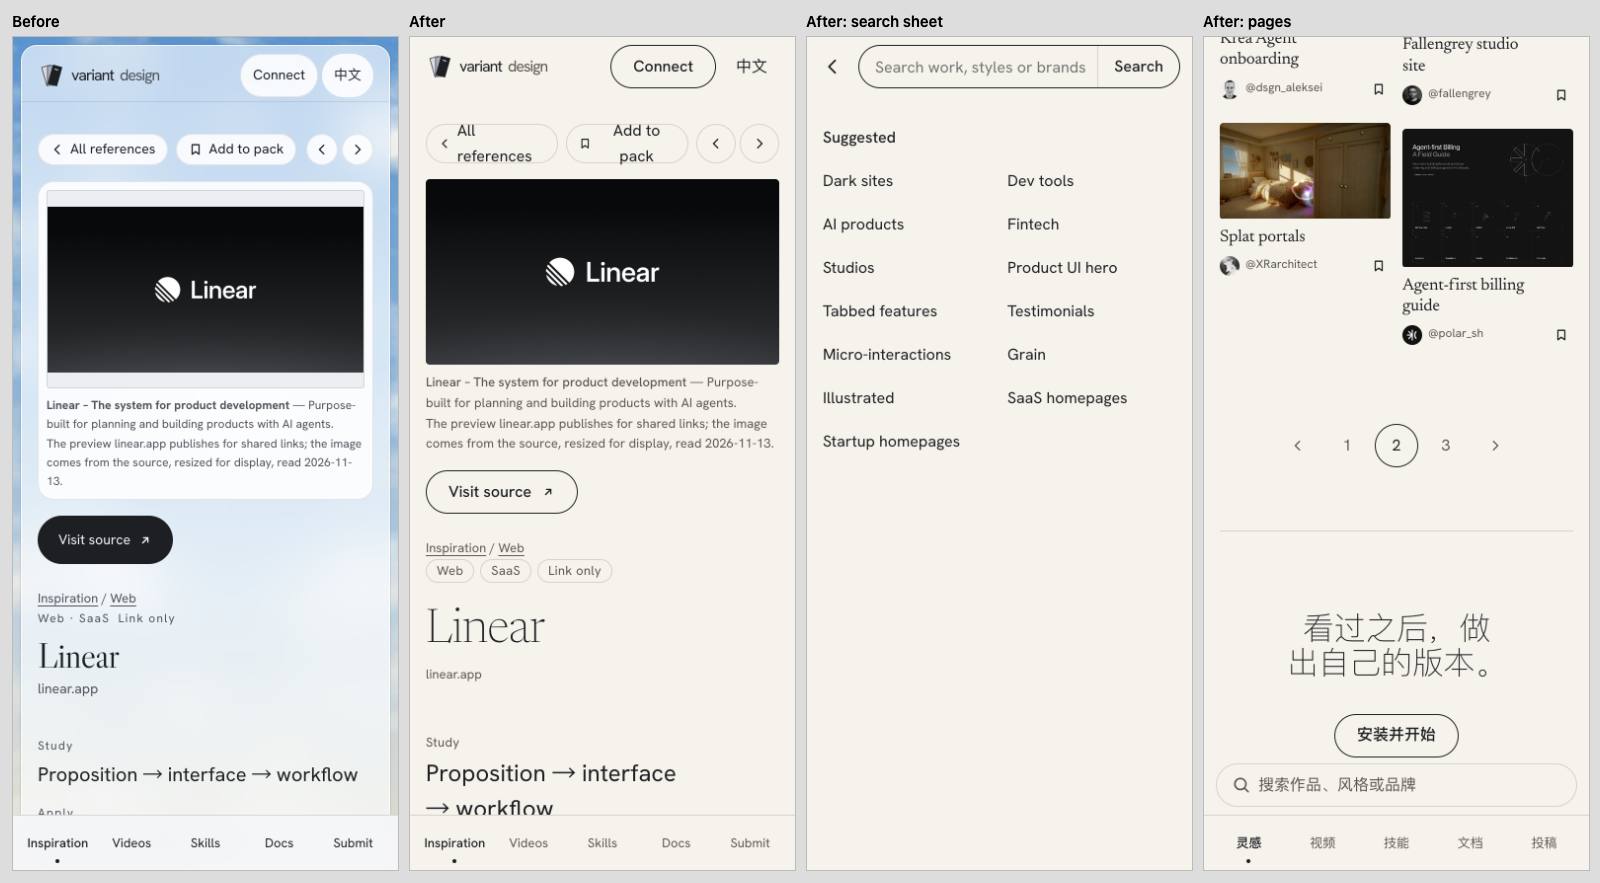 Before
variant design
Connect
中文
All references
Add to pack
Linear
Linear – The system for product development — Purpose-
built for planning and building products with AI agents.
The preview linear.app publishes for shared links; the image
comes from the source, resized for display, read 2026-11-
13.
Visit source
Inspiration / Web
Web · SaaS Link only
Linear
linear.app
Study
Proposition → interface → workflow
Apply
Inspiration
Videos
Skills
Docs
Submit
After
variant design
Connect
中文
All
references
Add to
pack
Linear
Linear – The system for product development — Purpose-
built for planning and building products with AI agents.
The preview linear.app publishes for shared links; the image
comes from the source, resized for display, read 2026-11-13.
Visit source
Inspiration / Web
Web
SaaS
Link only
Linear
linear.app
Study
Proposition → interface
→ workflow
Inspiration
Videos
Skills
Docs
Submit
After: search sheet
Search work, styles or brands
Search
Suggested
Dark sites
Dev tools
AI products
Fintech
Studios
Product UI hero
Tabbed features
Testimonials
Micro-interactions
Grain
Illustrated
SaaS homepages
Startup homepages
After: pages
Krea Agent
onboarding
@dsgn_aleksei
Fallengrey studio
site
@fallengrey
Splat portals
@XRarchitect
Agent-first Billing
A Field Guide
Agent-first billing
guide
@polar_sh
1
2
3
看过之后，做
出自己的版本。
安装并开始
搜索作品、风格或品牌
灵感
视频
技能
文档
投稿